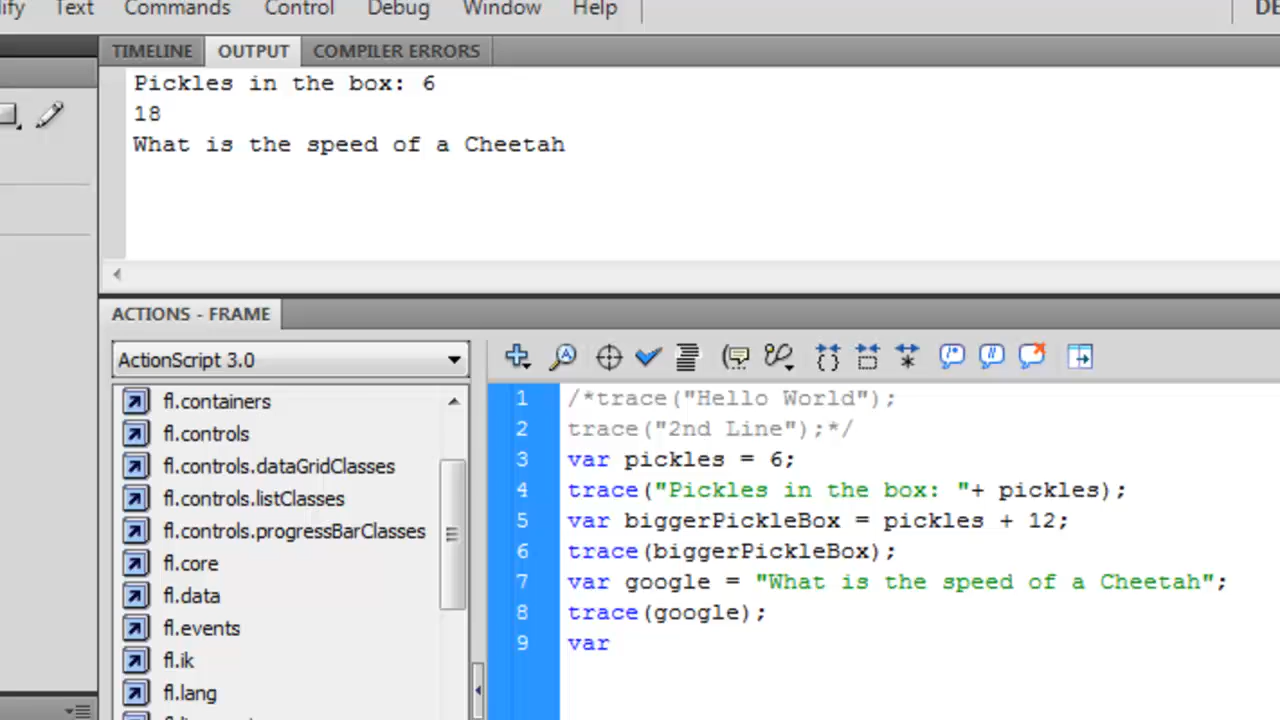 Text Commands Control Debug Window Help
TIMELINE OUTPUT COMPILER ERRORS
Pickles in the box: 6
18
What is the speed of a Cheetah
ACTIONS - FRAME
ActionScript 3.0
fl.containers
fl.controls
fl.controls.dataGridClasses
fl.controls.listClasses
fl.controls.progressBarClasses
fl.core
fl.data
fl.events
fl.ik
fl.lang
1 /*trace("Hello World");
2 trace("2nd Line");*/
3 var pickles = 6;
4 trace("Pickles in the box: "+ pickles);
5 var biggerPickleBox = pickles + 12;
6 trace(biggerPickleBox);
7 var google = "What is the speed of a Cheetah";
8 trace(google);
9 var